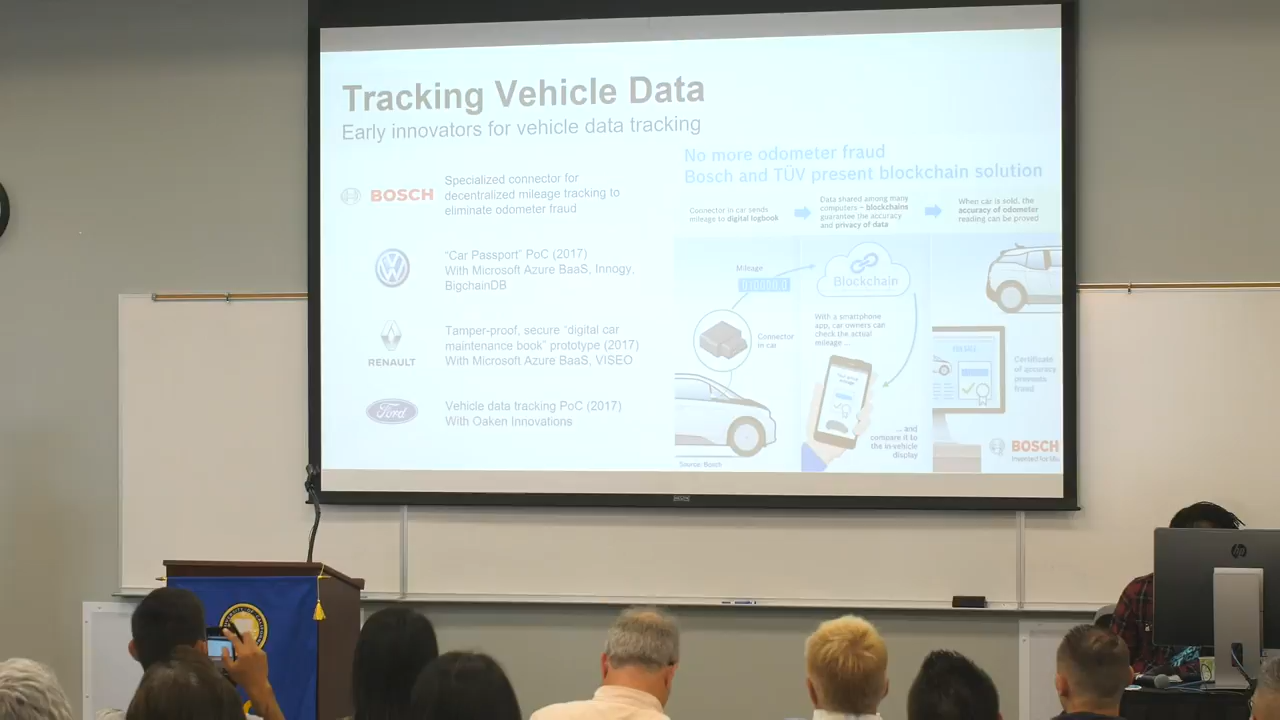 Tracking Vehicle Data
Early innovators for vehicle data tracking
BOSCH
Specialized connector for
decentralized mileage tracking to
eliminate odometer fraud
"Car Passport" PoC (2017)
With Microsoft Azure BaaS, Innogy,
BigchainDB
RENAULT
Tamper-proof, secure "digital car
maintenance book" prototype (2017)
With Microsoft Azure BaaS, VISEO
Ford
Vehicle data tracking PoC (2017)
With Oaken Innovations
No more odometer fraud
Bosch and TÜV present blockchain solution
Connector in car sends
mileage to digital logbook
Data shared among many
computers – blockchains
guarantee the accuracy
and privacy of data
When car is sold, the
accuracy of odometer
reading can be proved
Mileage
010000.0
Connector
in car
Blockchain
With a smartphone
app, car owners can
check the actual
mileage ...
... and
compare it to
the in-vehicle
display
FOR SALE
Certificate
of accuracy
prevents
fraud
Source: Bosch
BOSCH
Invented for life
hp